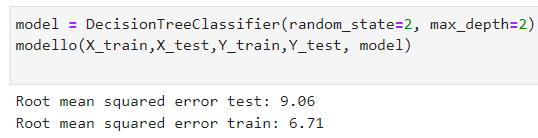 model = DecisionTreeClassifier(random_state=2, max_depth=2)
modello(X_train,X_test,Y_train,Y_test, model)
Root mean squared error test: 9.06
Root mean squared error train: 6.71